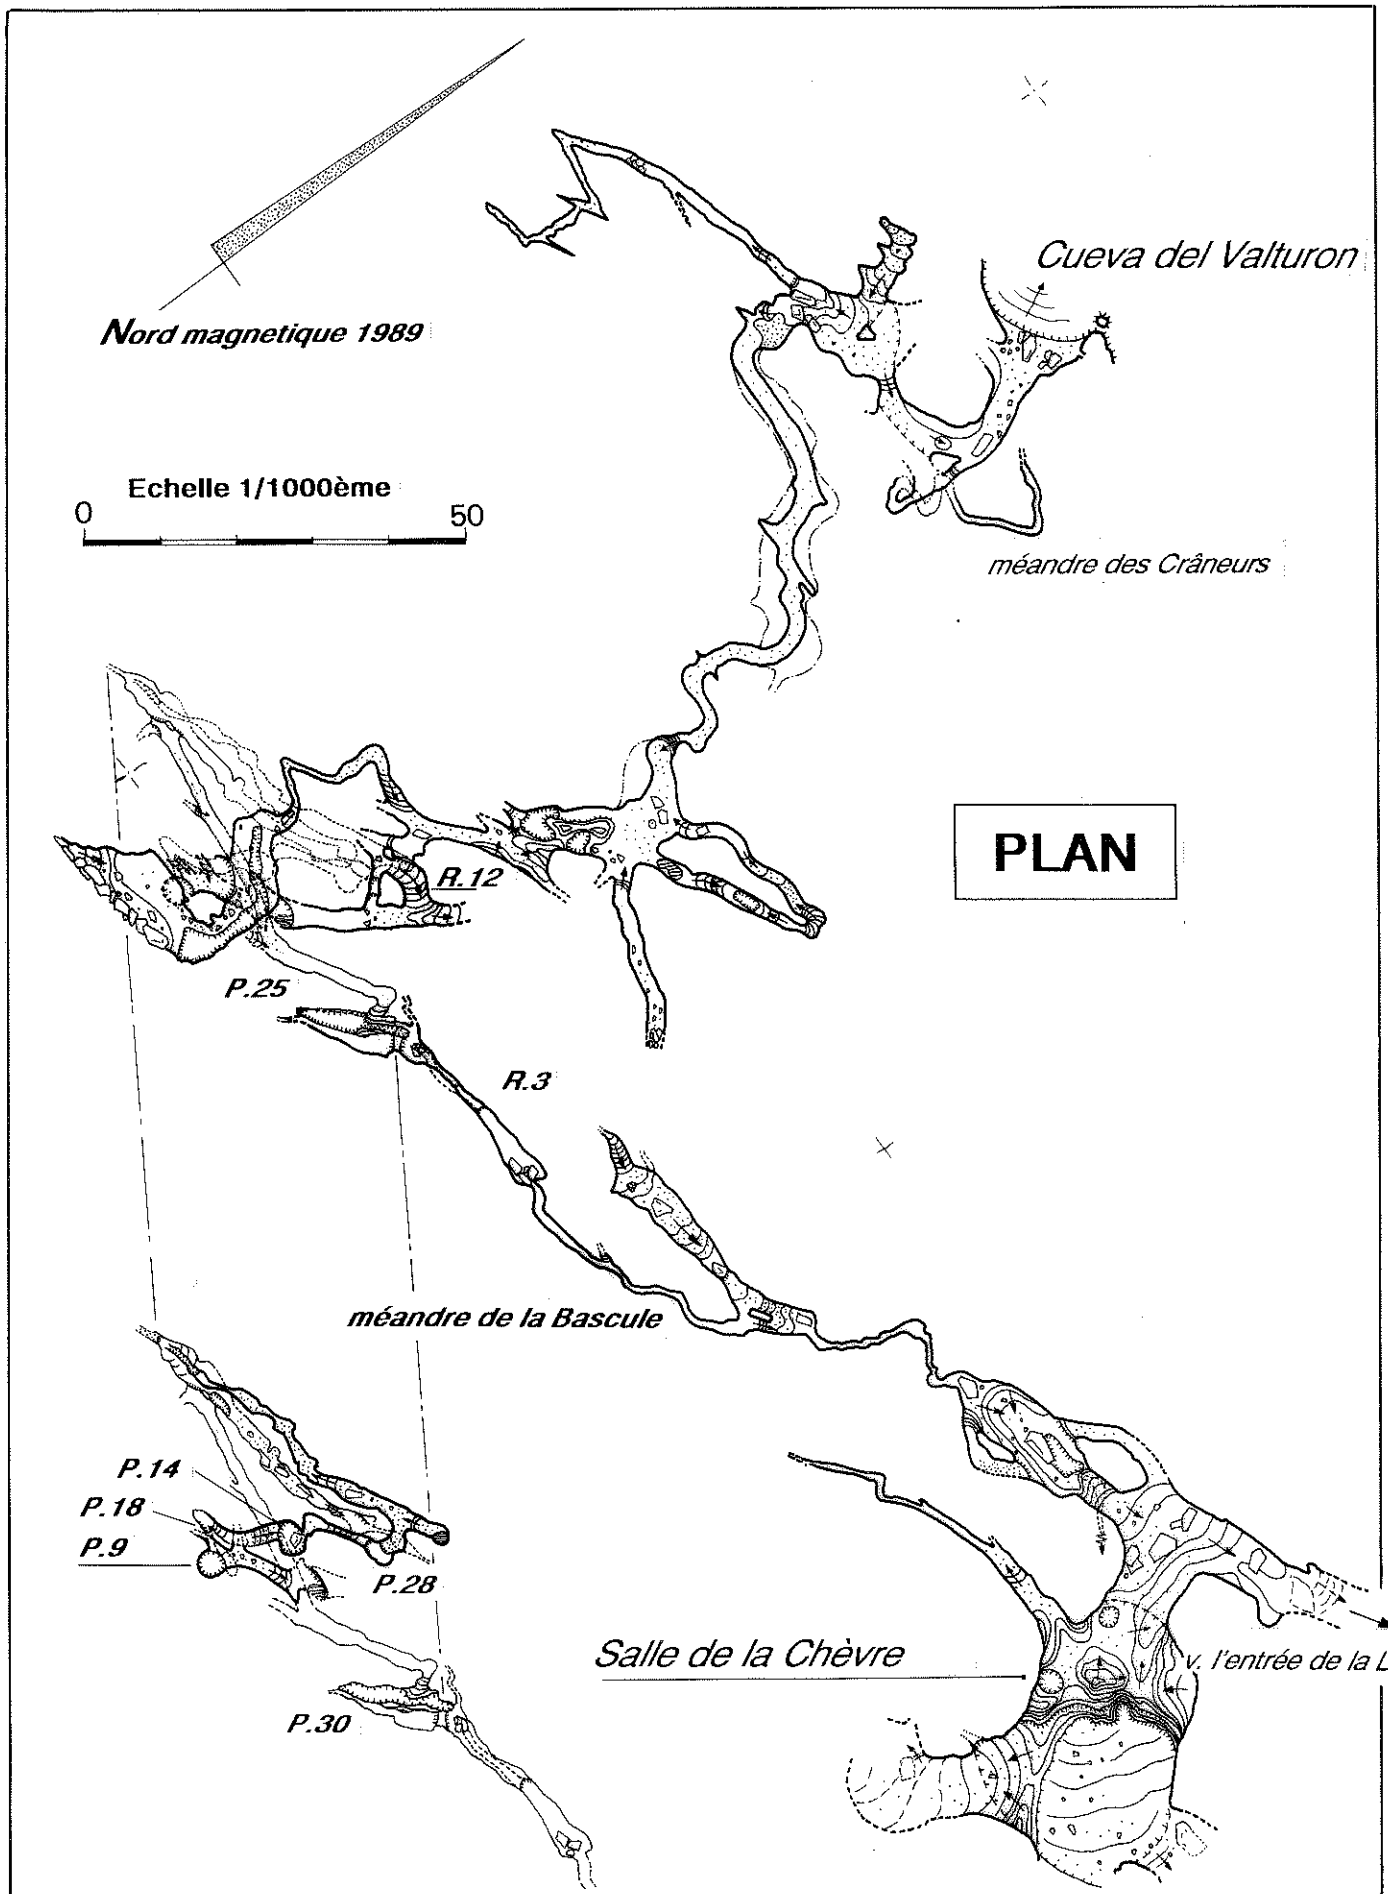 Cueva del Valturon
Nord magnetique 1989
Echelle 1/1000ème
0 50
méandre des Crâneurs
PLAN
R.12
P.25
R.3
méandre de la Bascule
P.14
P.18
P.9
P.28
Salle de la Chèvre
v. l'entrée de la L
P.30